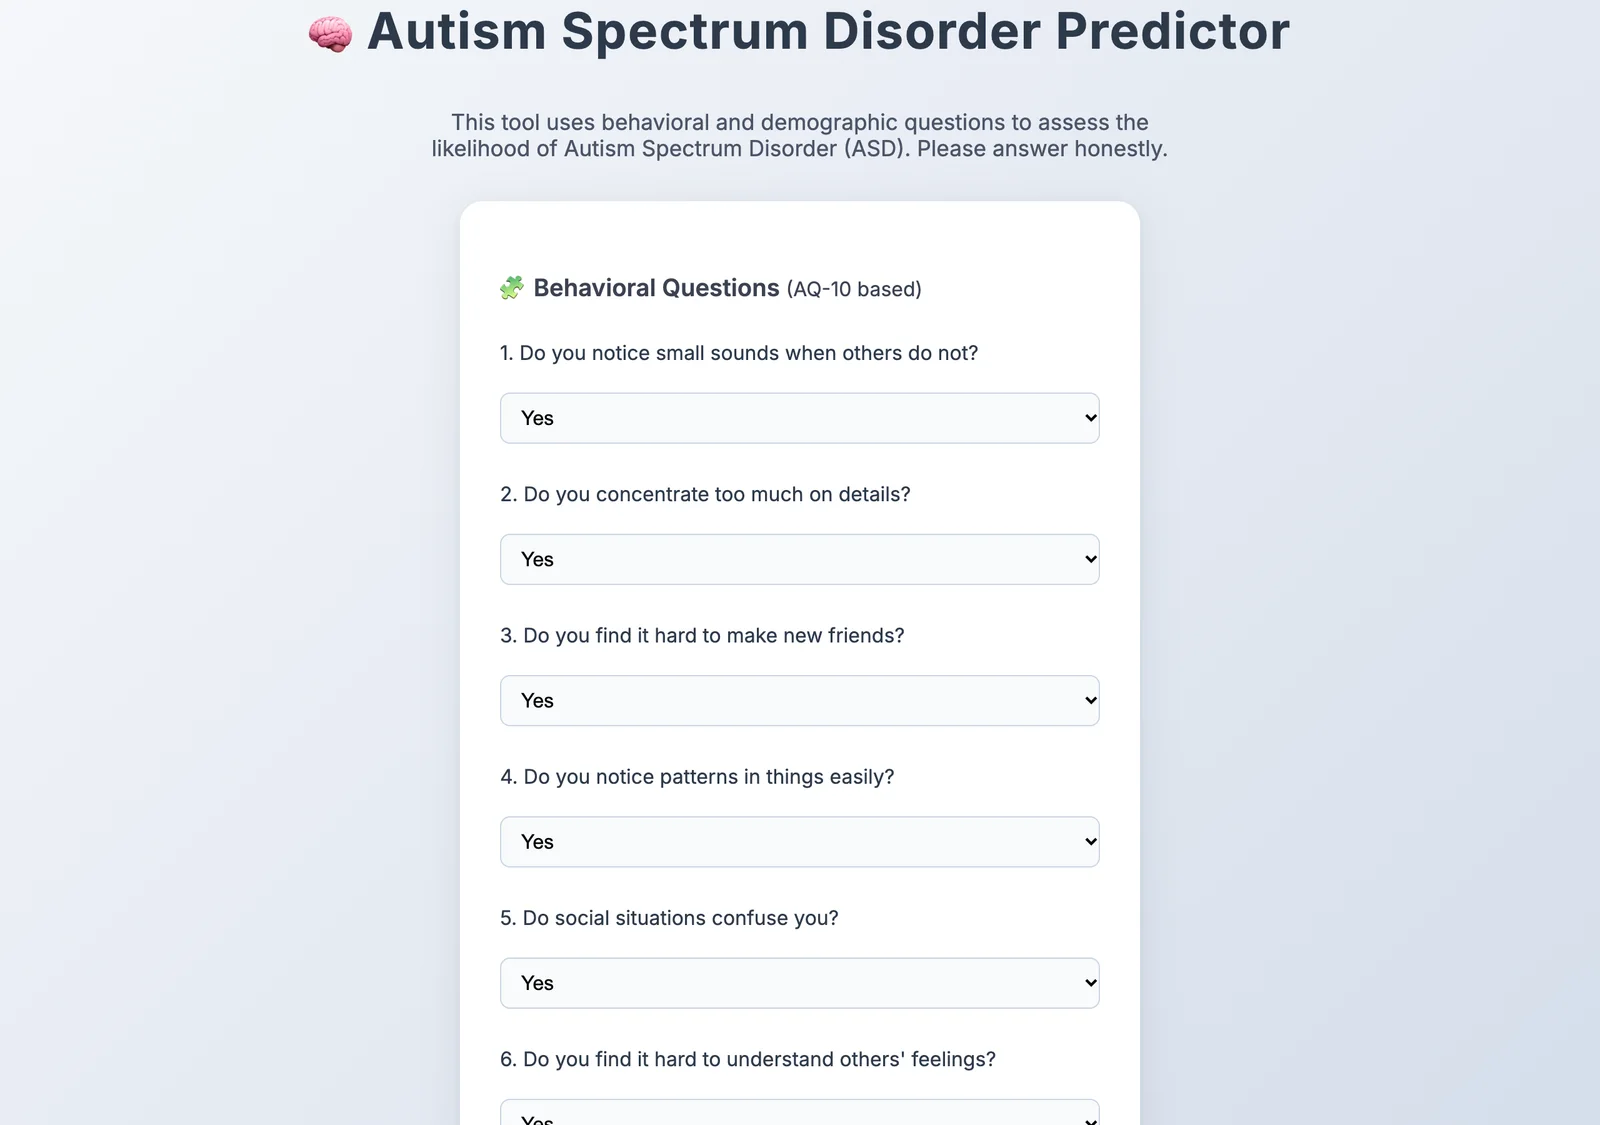 🧠 Autism Spectrum Disorder Predictor
This tool uses behavioral and demographic questions to assess the
likelihood of Autism Spectrum Disorder (ASD). Please answer honestly.
🧩 Behavioral Questions (AQ-10 based)
1. Do you notice small sounds when others do not?
Yes
2. Do you concentrate too much on details?
Yes
3. Do you find it hard to make new friends?
Yes
4. Do you notice patterns in things easily?
Yes
5. Do social situations confuse you?
Yes
6. Do you find it hard to understand others' feelings?
Yes